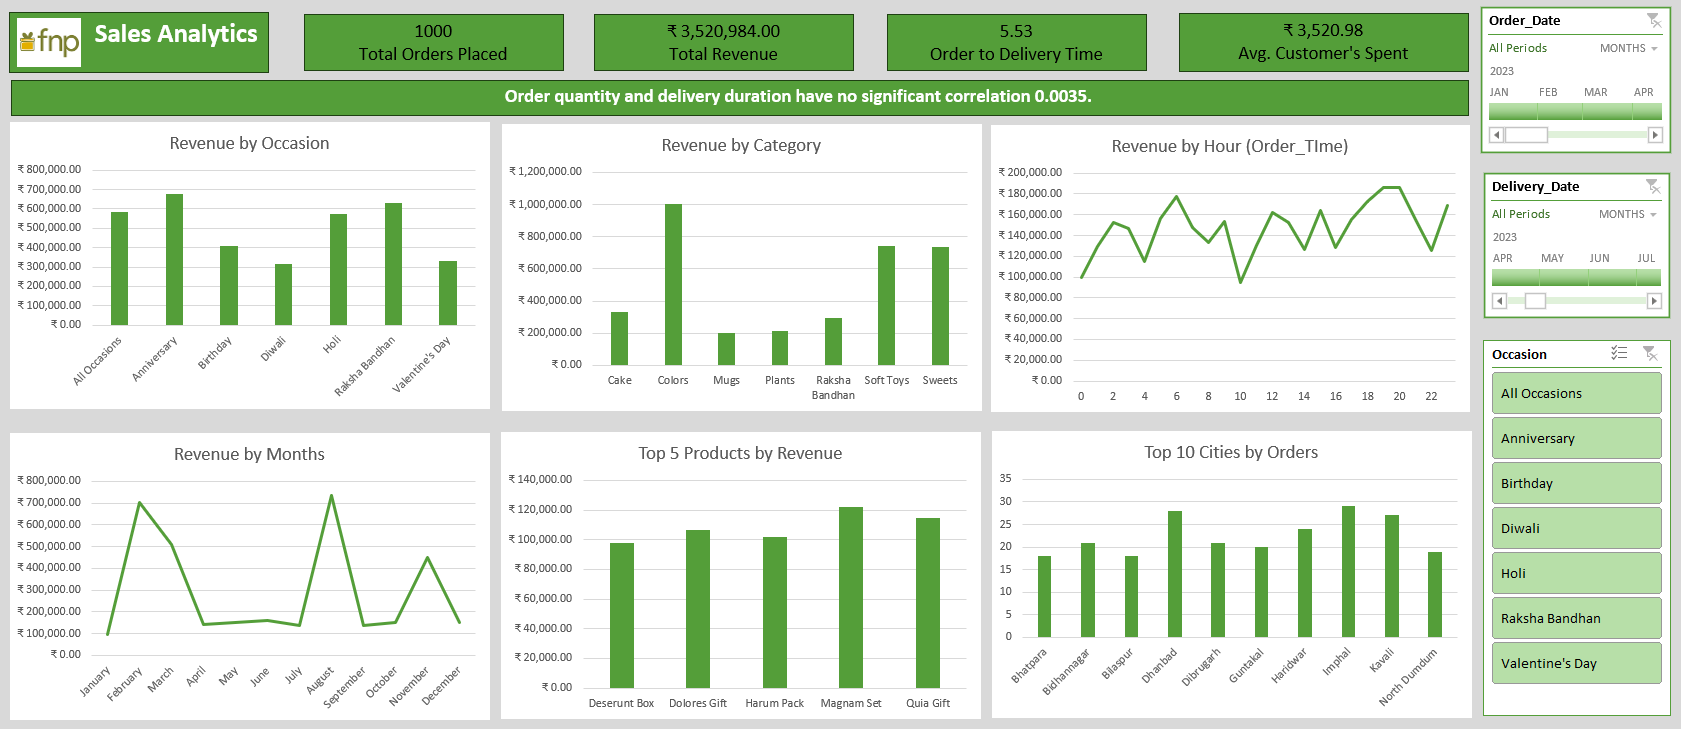 fnp
Sales Analytics
1000
Total Orders Placed
₹ 3,520,984.00
Total Revenue
5.53
Order to Delivery Time
₹ 3,520.98
Avg. Customer's Spent
Order quantity and delivery duration have no significant correlation 0.0035.
Revenue by Occasion
₹ 800,000.00
₹ 700,000.00
₹ 600,000.00
₹ 500,000.00
₹ 400,000.00
₹ 300,000.00
₹ 200,000.00
₹ 100,000.00
₹ 0.00
All Occasions
Anniversary
Birthday
Diwali
Holi
Raksha Bandhan
Valentine's Day
Revenue by Category
₹ 1,200,000.00
₹ 1,000,000.00
₹ 800,000.00
₹ 600,000.00
₹ 400,000.00
₹ 200,000.00
₹ 0.00
Cake
Colors
Mugs
Plants
Raksha
Bandhan
Soft Toys
Sweets
Revenue by Hour (Order_TIme)
₹ 200,000.00
₹ 180,000.00
₹ 160,000.00
₹ 140,000.00
₹ 120,000.00
₹ 100,000.00
₹ 80,000.00
₹ 60,000.00
₹ 40,000.00
₹ 20,000.00
₹ 0.00
0 2 4 6 8 10 12 14 16 18 20 22
Revenue by Months
₹ 800,000.00
₹ 700,000.00
₹ 600,000.00
₹ 500,000.00
₹ 400,000.00
₹ 300,000.00
₹ 200,000.00
₹ 100,000.00
₹ 0.00
January
February
March
April
May
June
July
August
September
October
November
December
Top 5 Products by Revenue
₹ 140,000.00
₹ 120,000.00
₹ 100,000.00
₹ 80,000.00
₹ 60,000.00
₹ 40,000.00
₹ 20,000.00
₹ 0.00
Deserunt Box
Dolores Gift
Harum Pack
Magnam Set
Quia Gift
Top 10 Cities by Orders
35
30
25
20
15
10
5
0
Bhatpara
Bidhannagar
Bilaspur
Dhanbad
Dibrugarh
Guntakal
Haridwar
Imphal
Kavali
North Dumdum
Order_Date
All Periods MONTHS
2023
JAN FEB MAR APR
Delivery_Date
All Periods MONTHS
2023
APR MAY JUN JUL
Occasion
All Occasions
Anniversary
Birthday
Diwali
Holi
Raksha Bandhan
Valentine's Day